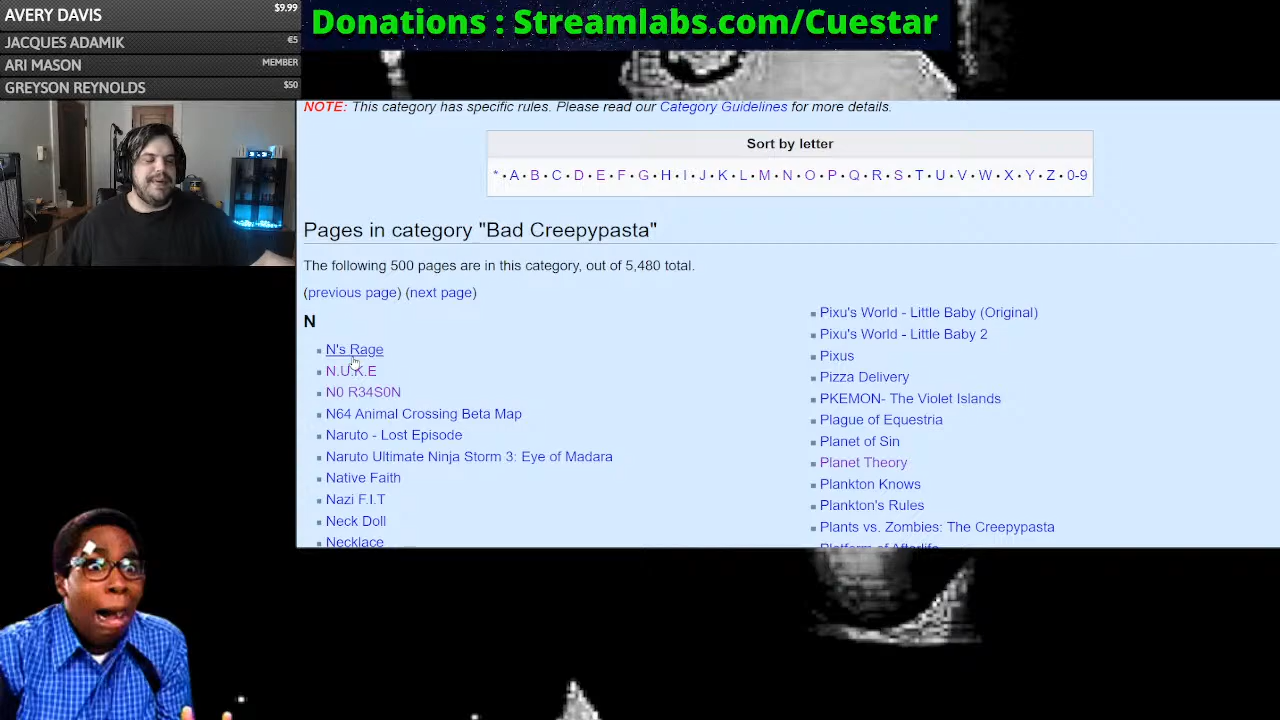 AVERY DAVIS $9.99
JACQUES ADAMIK €5
ARI MASON MEMBER
GREYSON REYNOLDS $50
Donations : Streamlabs.com/Cuestar
NOTE: This category has specific rules. Please read our Category Guidelines for more details.
Sort by letter
* · A · B · C · D · E · F · G · H · I · J · K · L · M · N · O · P · Q · R · S · T · U · V · W · X · Y · Z · 0-9
Pages in category "Bad Creepypasta"
The following 500 pages are in this category, out of 5,480 total.
(previous page) (next page)
N
N's Rage
N.U.K.E
N0 R34S0N
N64 Animal Crossing Beta Map
Naruto - Lost Episode
Naruto Ultimate Ninja Storm 3: Eye of Madara
Native Faith
Nazi F.I.T
Neck Doll
Necklace
Pixu's World - Little Baby (Original)
Pixu's World - Little Baby 2
Pixus
Pizza Delivery
PKEMON- The Violet Islands
Plague of Equestria
Planet of Sin
Planet Theory
Plankton Knows
Plankton's Rules
Plants vs. Zombies: The Creepypasta
Platform of Afterlife